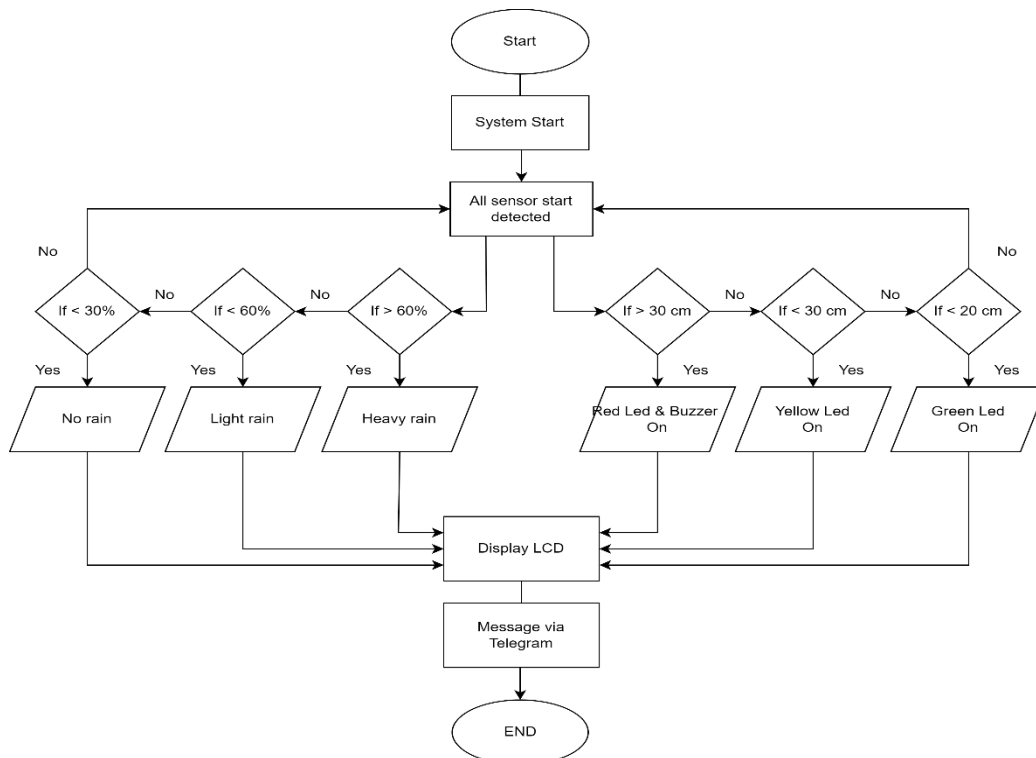 Start
System Start
All sensor start
detected
No
No
If < 30%
No
If < 60%
No
If > 60%
If > 30 cm
No
If < 30 cm
No
If < 20 cm
Yes
Yes
Yes
Yes
Yes
Yes
No rain
Light rain
Heavy rain
Red Led & Buzzer
On
Yellow Led
On
Green Led
On
Display LCD
Message via
Telegram
END